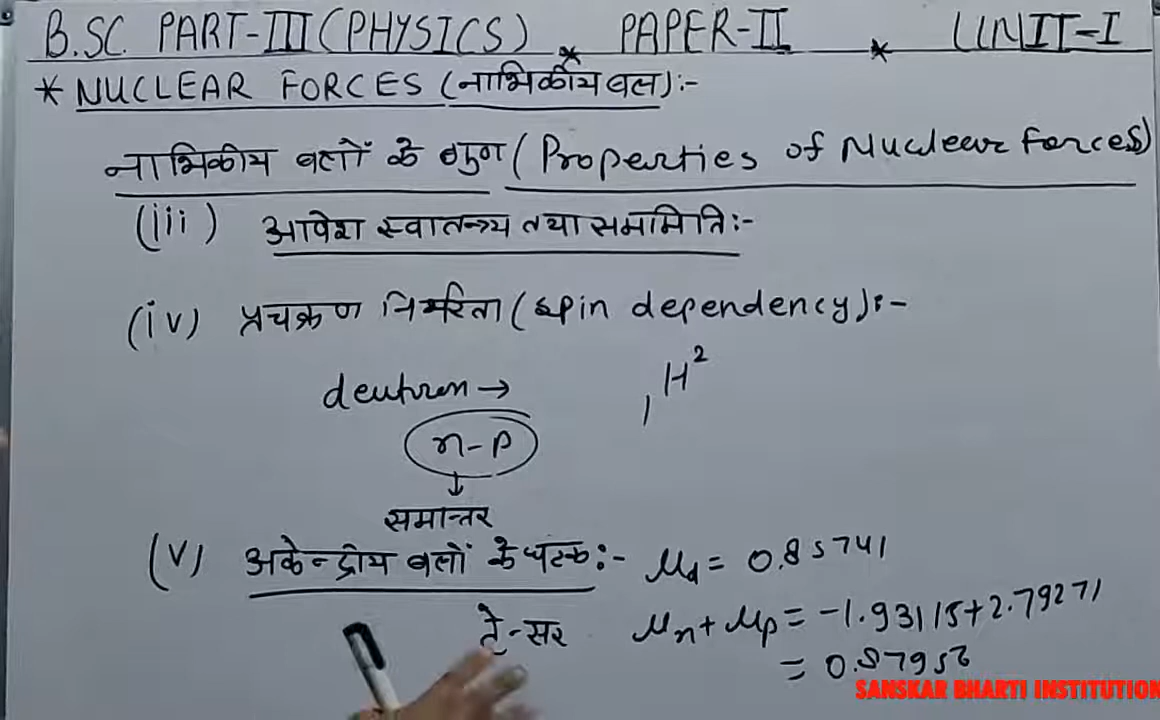 B.SC. PART-III (PHYSICS) * PAPER-II * UNIT-I
* NUCLEAR FORCES (नाभिकीय बल):-
नाभिकीय बलों के गुण (Properties of Nuclear Forces)
(iii) आवेश स्वातन्त्र्य तथा सममिति:-
(iv) प्रचक्रण निर्भरता (spin dependency):-
deutron → ₁H²
n-p
↓
समान्तर
(v) अकेन्द्रीय बलों के घटक:- μd = 0.85741
टेन्सर μn + μp = -1.93115 + 2.79271
= 0.87956
SANSKAR BHARTI INSTITUTION